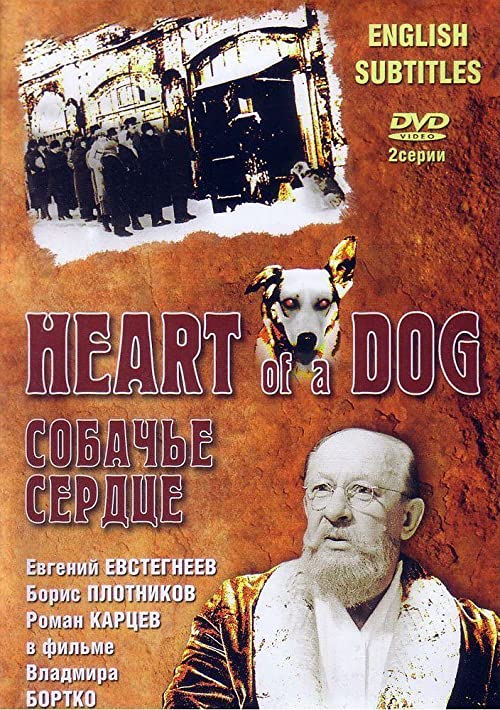 ENGLISH
SUBTITLES
DVD
VIDEO
2серии
HEART of a DOG
СОБАЧЬЕ
СЕРДЦЕ
Евгений ЕВСТЕГНЕЕВ
Борис ПЛОТНИКОВ
Роман КАРЦЕВ
в фильме
Владмира
БОРТКО